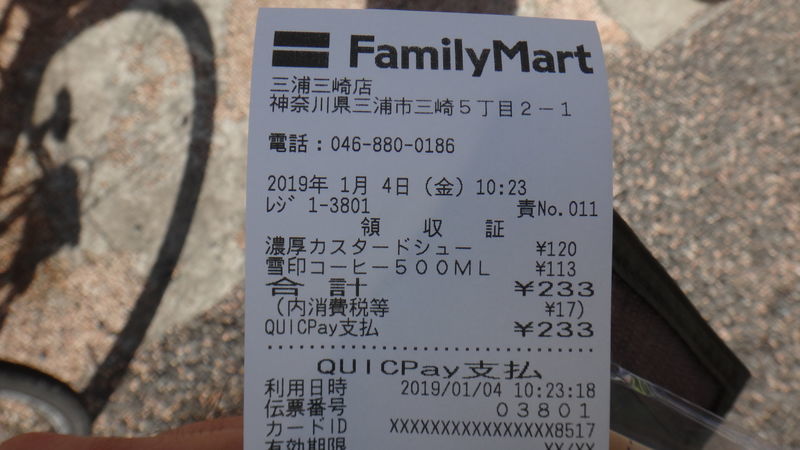 FamilyMart
三浦三崎店
神奈川県三浦市三崎５丁目２－１
電話：046-880-0186
2019年 1月 4日（金）10:23
ﾚｼﾞ 1-3801 責No.011
領 収 証
濃厚カスタードシュー ¥120
雪印コーヒー５００ＭＬ ¥113
合 計 ¥233
（内消費税等 ¥17）
QUICPay支払 ¥233
QUICPay支払
利用日時 2019/01/04 10:23:18
伝票番号 03801
カードID XXXXXXXXXXXXXXXX8517
有効期限 XX/XX